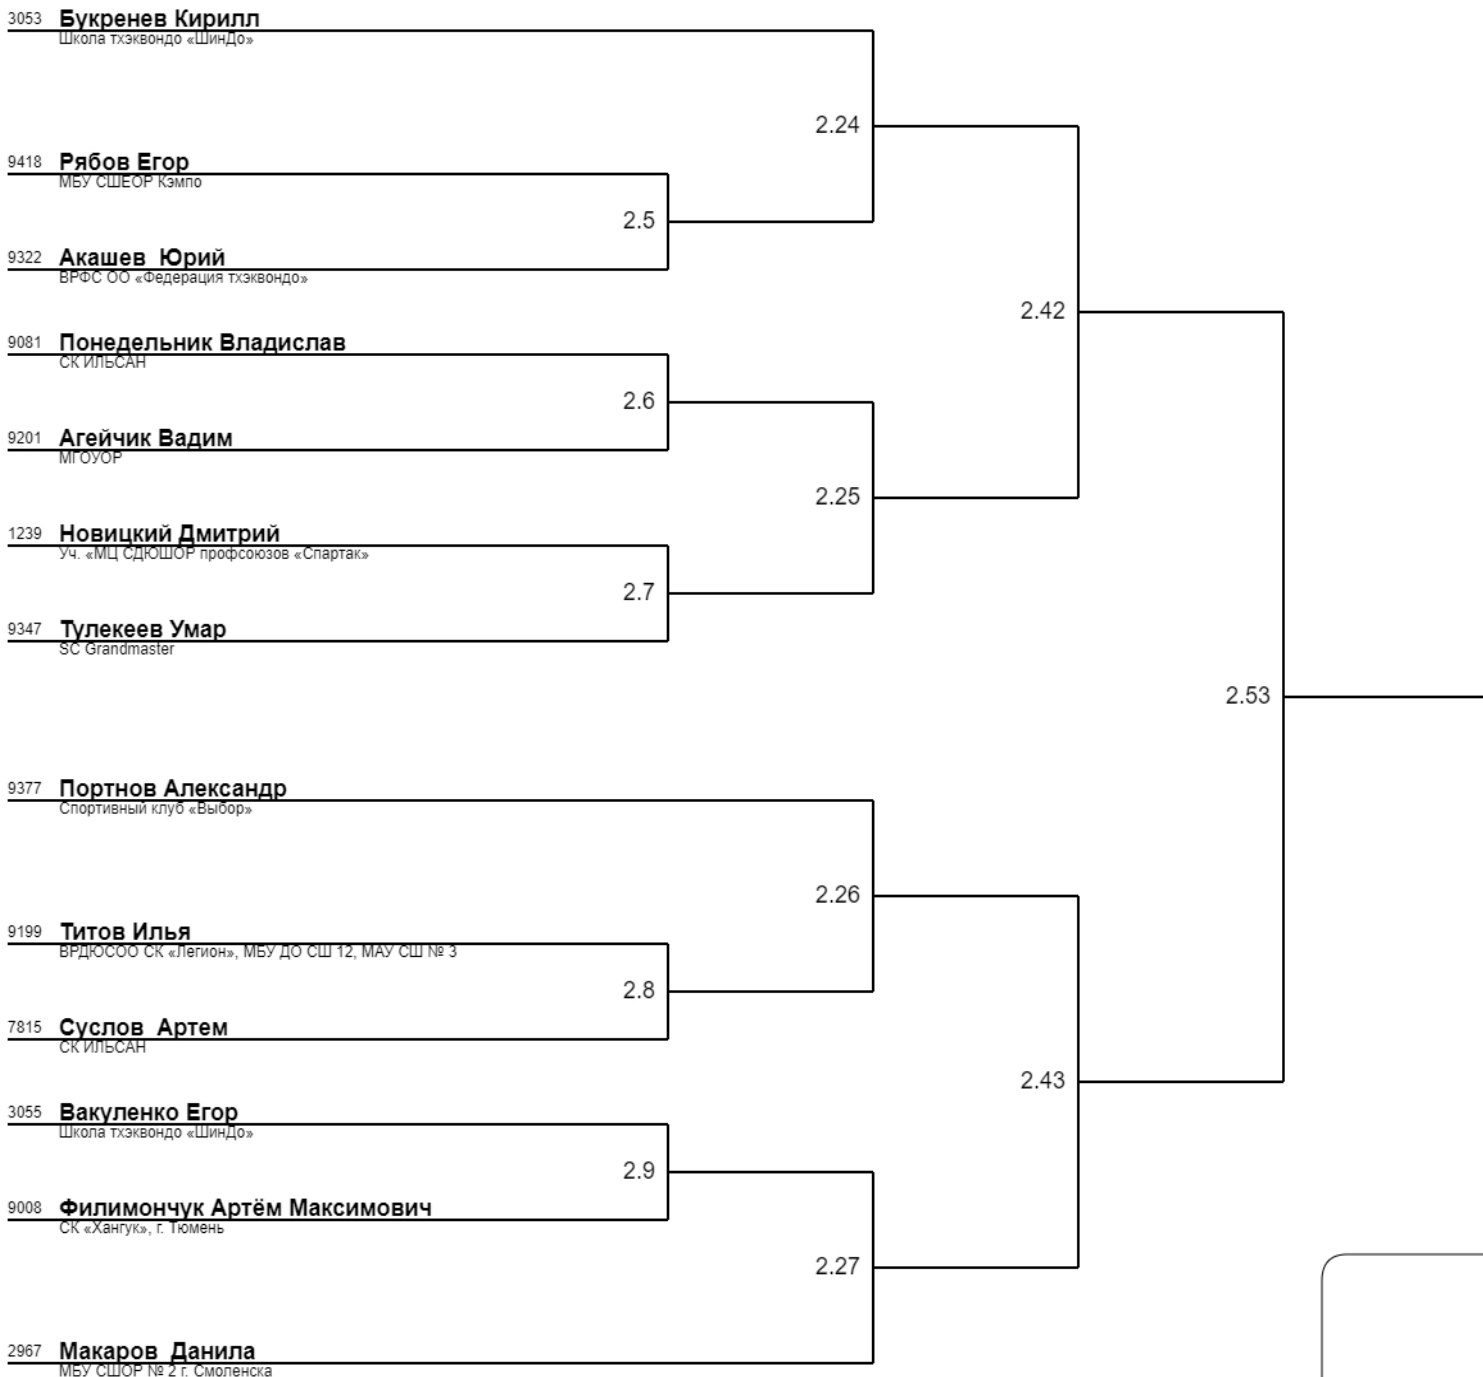 3053 Букренев Кирилл
Школа тхэквондо «ШинДо»
2.24
9418 Рябов Егор
МБУ СШЕОР Кэмпо
2.5
9322 Акашев Юрий
ВРФС ОО «Федерация тхэквондо»
2.42
9081 Понедельник Владислав
СК ИЛЬСАН
2.6
9201 Агейчик Вадим
МГОУОР
2.25
1239 Новицкий Дмитрий
Уч. «МЦ СДЮШОР профсоюзов «Спартак»
2.7
9347 Тулекеев Умар
SC Grandmaster
2.53
9377 Портнов Александр
Спортивный клуб «Выбор»
2.26
9199 Титов Илья
ВРДЮСОО СК «Легион», МБУ ДО СШ 12, МАУ СШ № 3
2.8
7815 Суслов Артем
СК ИЛЬСАН
2.43
3055 Вакуленко Егор
Школа тхэквондо «ШинДо»
2.9
9008 Филимончук Артём Максимович
СК «Хангук», г. Тюмень
2.27
2967 Макаров Данила
МБУ СШОР № 2 г. Смоленска